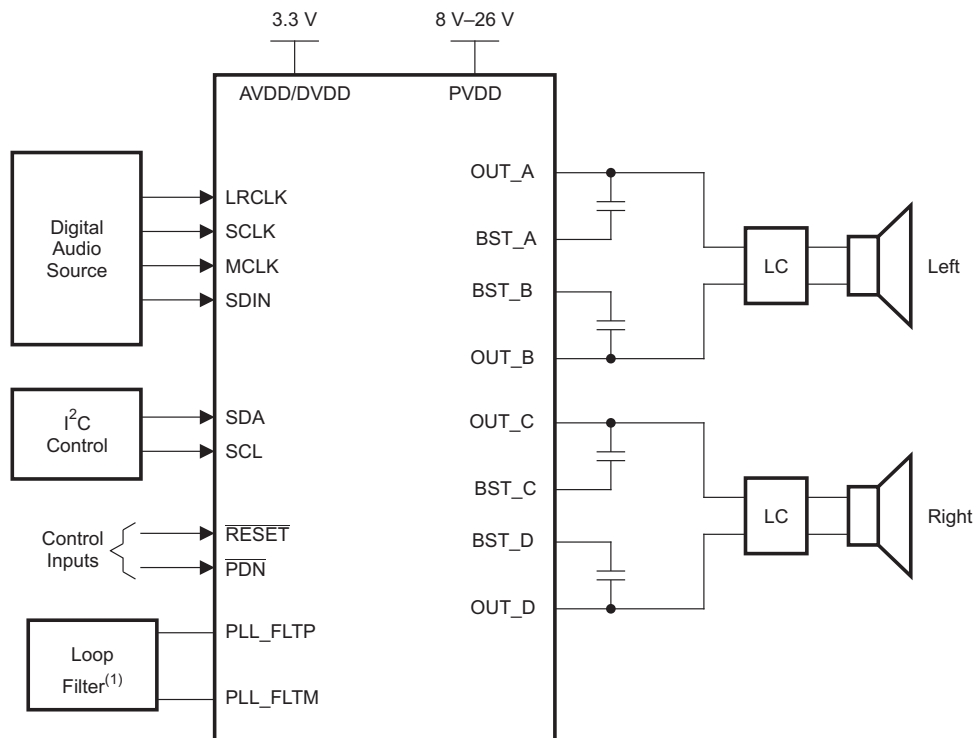 3.3 V
8 V–26 V
AVDD/DVDD
PVDD
Digital
Audio
Source
LRCLK
SCLK
MCLK
SDIN
OUT_A
BST_A
BST_B
OUT_B
LC
Left
I²C
Control
SDA
SCL
OUT_C
BST_C
BST_D
OUT_D
LC
Right
Control
Inputs
RESET
PDN
Loop
Filter(1)
PLL_FLTP
PLL_FLTM